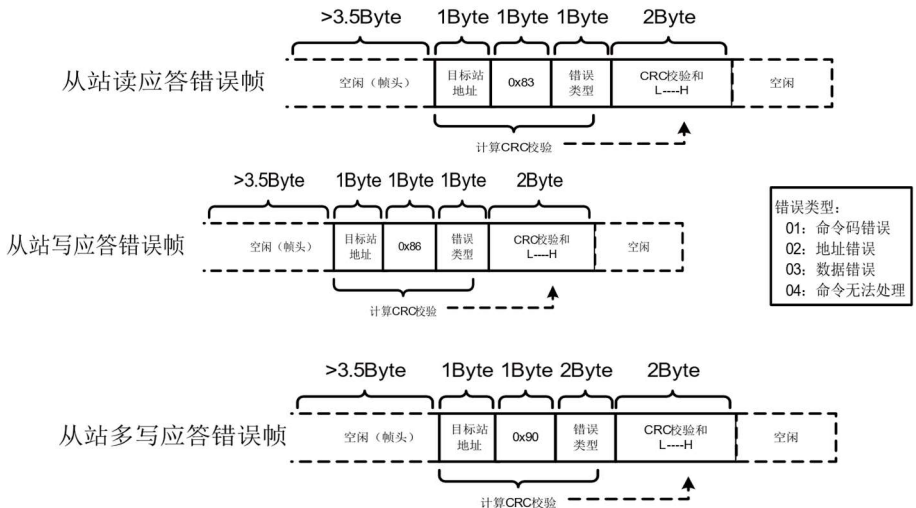 >3.5Byte 1Byte 1Byte 1Byte 2Byte
从站读应答错误帧 空闲（帧头） 目标站地址 0x83 错误类型 CRC校验和 L----H 空闲
计算CRC校验
>3.5Byte 1Byte 1Byte 1Byte 2Byte
从站写应答错误帧 空闲（帧头） 目标站地址 0x86 错误类型 CRC校验和 L----H 空闲
计算CRC校验
错误类型：
01：命令码错误
02：地址错误
03：数据错误
04：命令无法处理
>3.5Byte 1Byte 1Byte 2Byte 2Byte
从站多写应答错误帧 空闲（帧头） 目标站地址 0x90 错误类型 CRC校验和 L----H 空闲
计算CRC校验